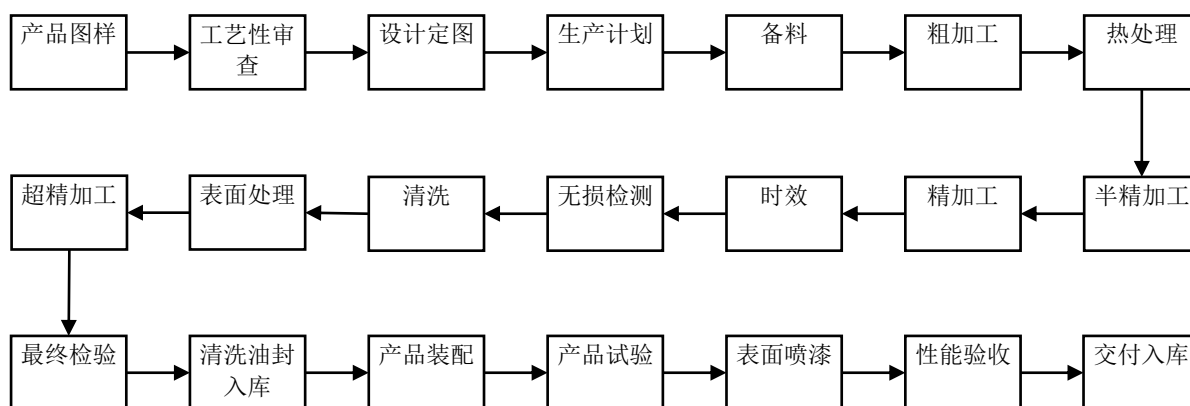 产品图样
工艺性审
查
设计定图
生产计划
备料
粗加工
热处理
半精加工
精加工
时效
无损检测
清洗
表面处理
超精加工
最终检验
清洗油封
入库
产品装配
产品试验
表面喷漆
性能验收
交付入库